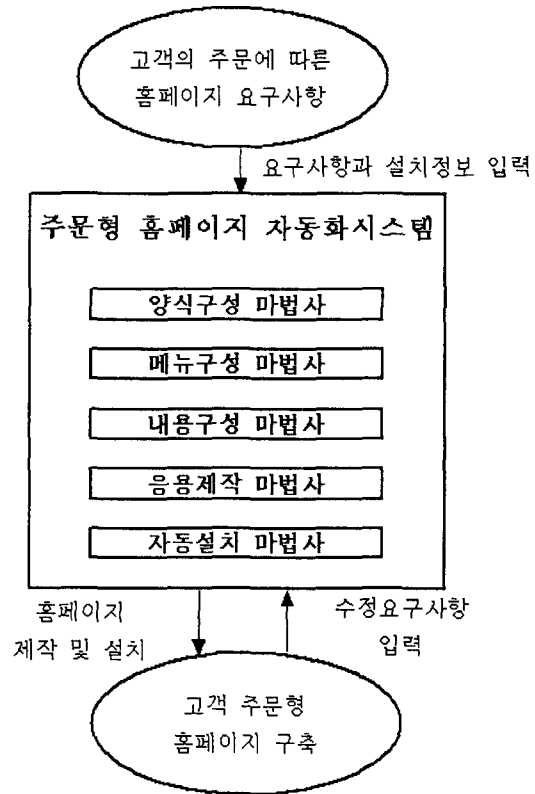 고객의 주문에 따른
홈페이지 요구사항
요구사항과 설치정보 입력
주문형 홈페이지 자동화시스템
양식구성 마법사
메뉴구성 마법사
내용구성 마법사
응용제작 마법사
자동설치 마법사
홈페이지
제작 및 설치
수정요구사항
입력
고객 주문형
홈페이지 구축